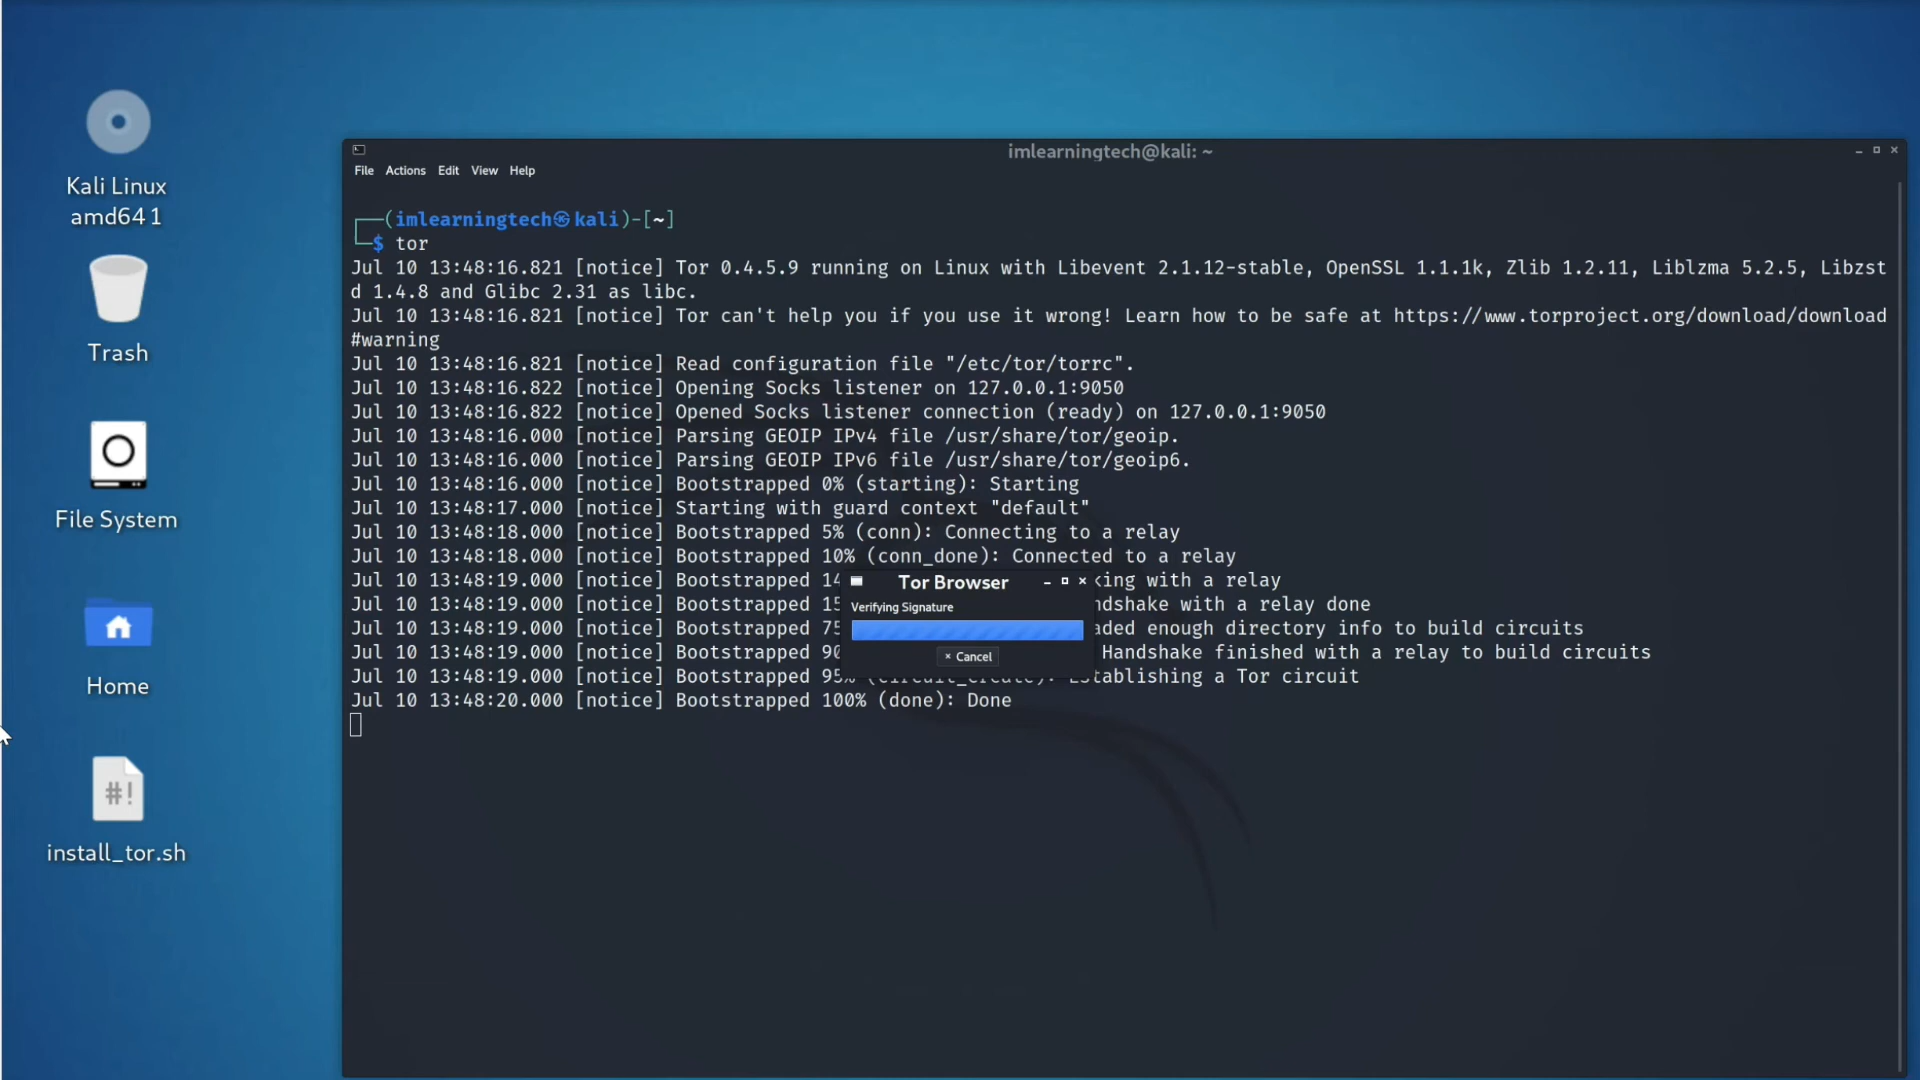 Kali Linux
amd64 1
Trash
File System
Home
#!
install_tor.sh
imlearningtech@kali: ~
File Actions Edit View Help
(imlearningtech㉿kali)-[~]
$ tor
Jul 10 13:48:16.821 [notice] Tor 0.4.5.9 running on Linux with Libevent 2.1.12-stable, OpenSSL 1.1.1k, Zlib 1.2.11, Liblzma 5.2.5, Libzst
d 1.4.8 and Glibc 2.31 as libc.
Jul 10 13:48:16.821 [notice] Tor can't help you if you use it wrong! Learn how to be safe at https://www.torproject.org/download/download
#warning
Jul 10 13:48:16.821 [notice] Read configuration file "/etc/tor/torrc".
Jul 10 13:48:16.822 [notice] Opening Socks listener on 127.0.0.1:9050
Jul 10 13:48:16.822 [notice] Opened Socks listener connection (ready) on 127.0.0.1:9050
Jul 10 13:48:16.000 [notice] Parsing GEOIP IPv4 file /usr/share/tor/geoip.
Jul 10 13:48:16.000 [notice] Parsing GEOIP IPv6 file /usr/share/tor/geoip6.
Jul 10 13:48:16.000 [notice] Bootstrapped 0% (starting): Starting
Jul 10 13:48:17.000 [notice] Starting with guard context "default"
Jul 10 13:48:18.000 [notice] Bootstrapped 5% (conn): Connecting to a relay
Jul 10 13:48:18.000 [notice] Bootstrapped 10% (conn_done): Connected to a relay
Jul 10 13:48:19.000 [notice] Bootstrapped 14 king with a relay
Jul 10 13:48:19.000 [notice] Bootstrapped 15 ndshake with a relay done
Jul 10 13:48:19.000 [notice] Bootstrapped 75 aded enough directory info to build circuits
Jul 10 13:48:19.000 [notice] Bootstrapped 90 Handshake finished with a relay to build circuits
Jul 10 13:48:19.000 [notice] Bootstrapped 95% (circuit_create): Establishing a Tor circuit
Jul 10 13:48:20.000 [notice] Bootstrapped 100% (done): Done
Tor Browser
Verifying Signature
Cancel